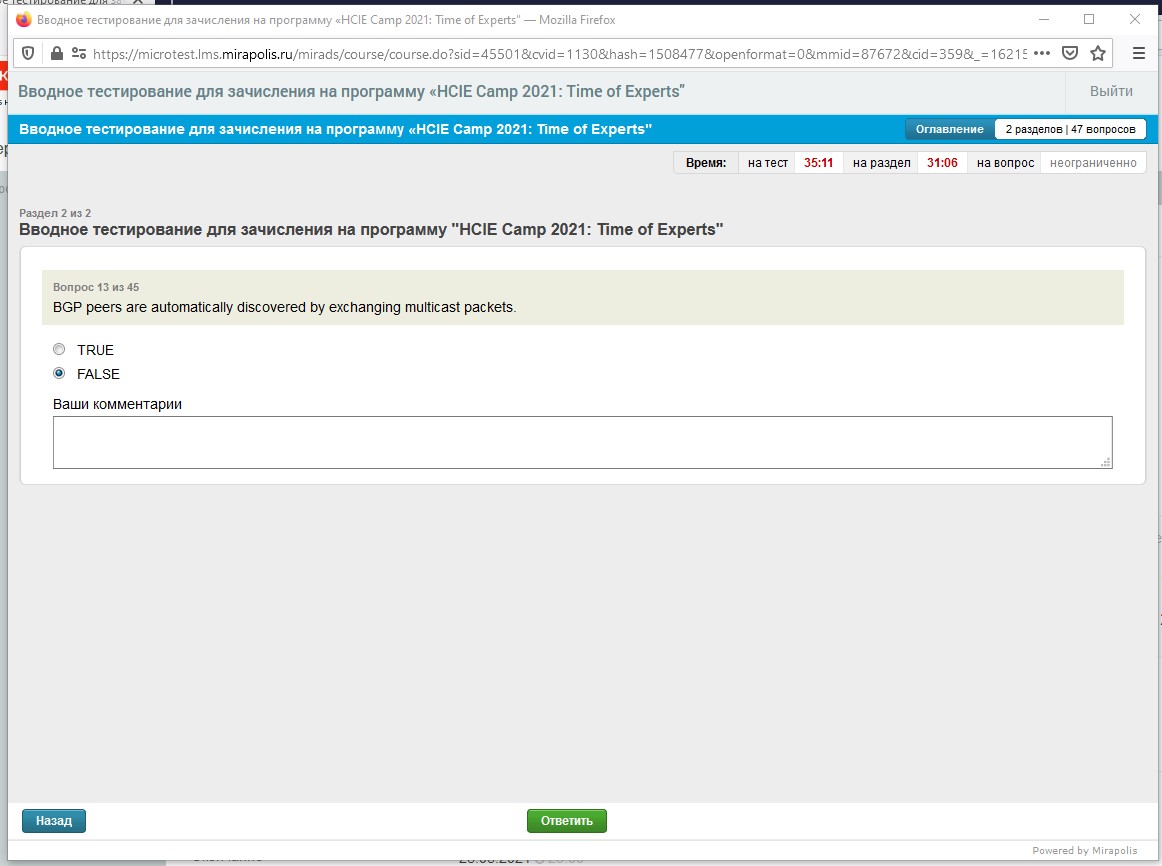 Вводное тестирование для зачисления на программу «HCIE Camp 2021: Time of Experts" — Mozilla Firefox
https://microtest.lms.mirapolis.ru/mirads/course/course.do?sid=45501&cvid=1130&hash=1508477&openformat=0&mmid=87672&cid=359&_=16215
Вводное тестирование для зачисления на программу «HCIE Camp 2021: Time of Experts"
Выйти
Вводное тестирование для зачисления на программу «HCIE Camp 2021: Time of Experts"
Оглавление 2 разделов | 47 вопросов
Время: на тест 35:11 на раздел 31:06 на вопрос неограниченно
Раздел 2 из 2
Вводное тестирование для зачисления на программу "HCIE Camp 2021: Time of Experts"
Вопрос 13 из 45
BGP peers are automatically discovered by exchanging multicast packets.
TRUE
FALSE
Ваши комментарии
Назад
Ответить
Powered by Mirapolis